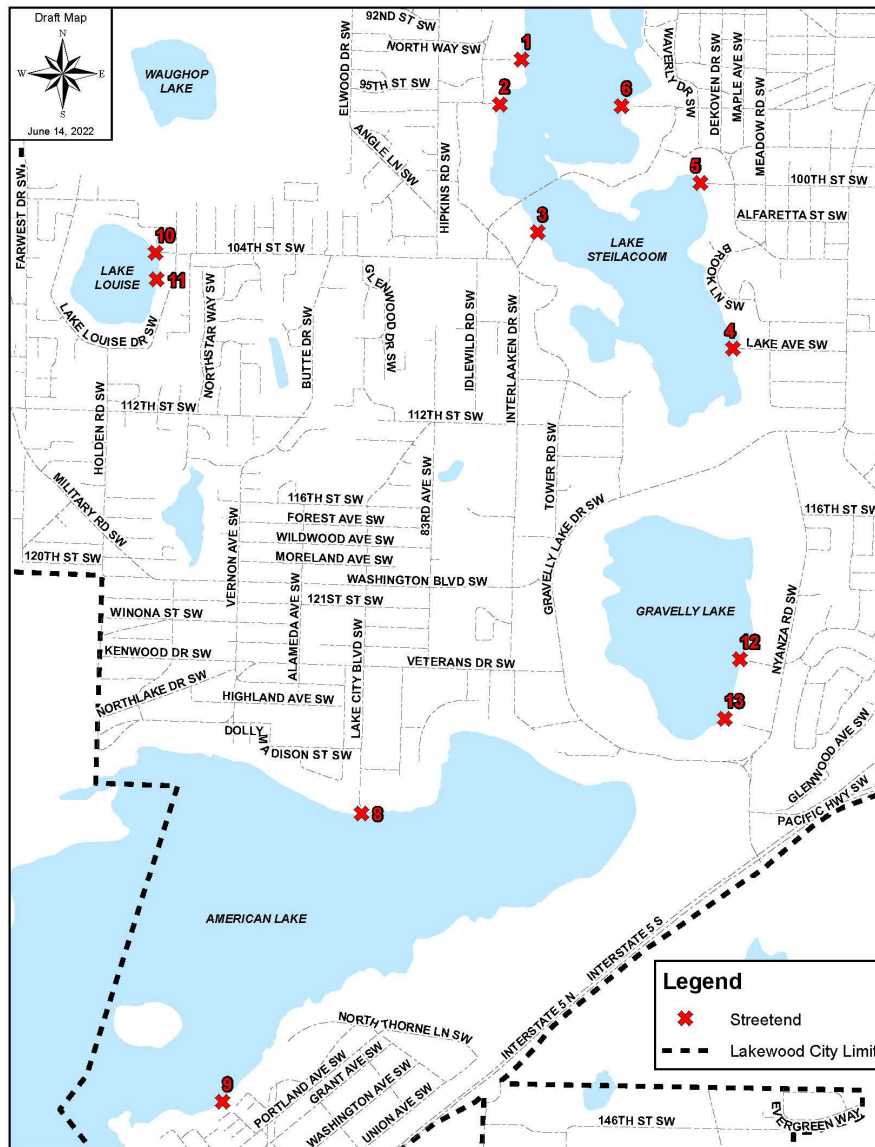 Draft Map
N
W
E
S
June 14, 2022
92ND ST SW
NORTH WAY SW
95TH ST SW
ELWOOD DR SW
ANGLE LN SW
HIPKINS RD SW
WAUGHOP
LAKE
1
2
6
WAVERLY DR SW
DEKOVEN DR SW
MAPLE AVE SW
MEADOW RD SW
5
100TH ST SW
ALFARETTA ST SW
FARWEST DR SW
10
104TH ST SW
3
LAKE
STEILACOOM
BROOK LN SW
LAKE
LOUISE
11
LAKE LOUISE DR SW
NORTHSTAR WAY SW
BUTTE DR SW
GLENWOOD DR SW
IDLEWILD RD SW
INTERLAAKEN DR SW
4
LAKE AVE SW
112TH ST SW
112TH ST SW
HOLDEN RD SW
MILITARY RD SW
83RD AVE SW
TOWER RD SW
GRAVELLY LAKE DR SW
116TH ST SW
116TH ST SW
FOREST AVE SW
WILDWOOD AVE SW
MORELAND AVE SW
VERNON AVE SW
120TH ST SW
WASHINGTON BLVD SW
121ST ST SW
WINONA ST SW
ALAMEDA AVE SW
LAKE CITY BLVD SW
GRAVELLY LAKE
NYANZA RD SW
12
KENWOOD DR SW
VETERANS DR SW
NORTHLAKE DR SW
HIGHLAND AVE SW
13
DOLLY
MA
DISON ST SW
GLENWOOD AVE SW
PACIFIC HWY SW
8
AMERICAN LAKE
INTERSTATE 5 S
INTERSTATE 5 N
NORTH THORNE LN SW
PORTLAND AVE SW
GRANT AVE SW
WASHINGTON AVE SW
UNION AVE SW
9
146TH ST SW
EVERGREEN WAY
Legend
Streetend
Lakewood City Limit